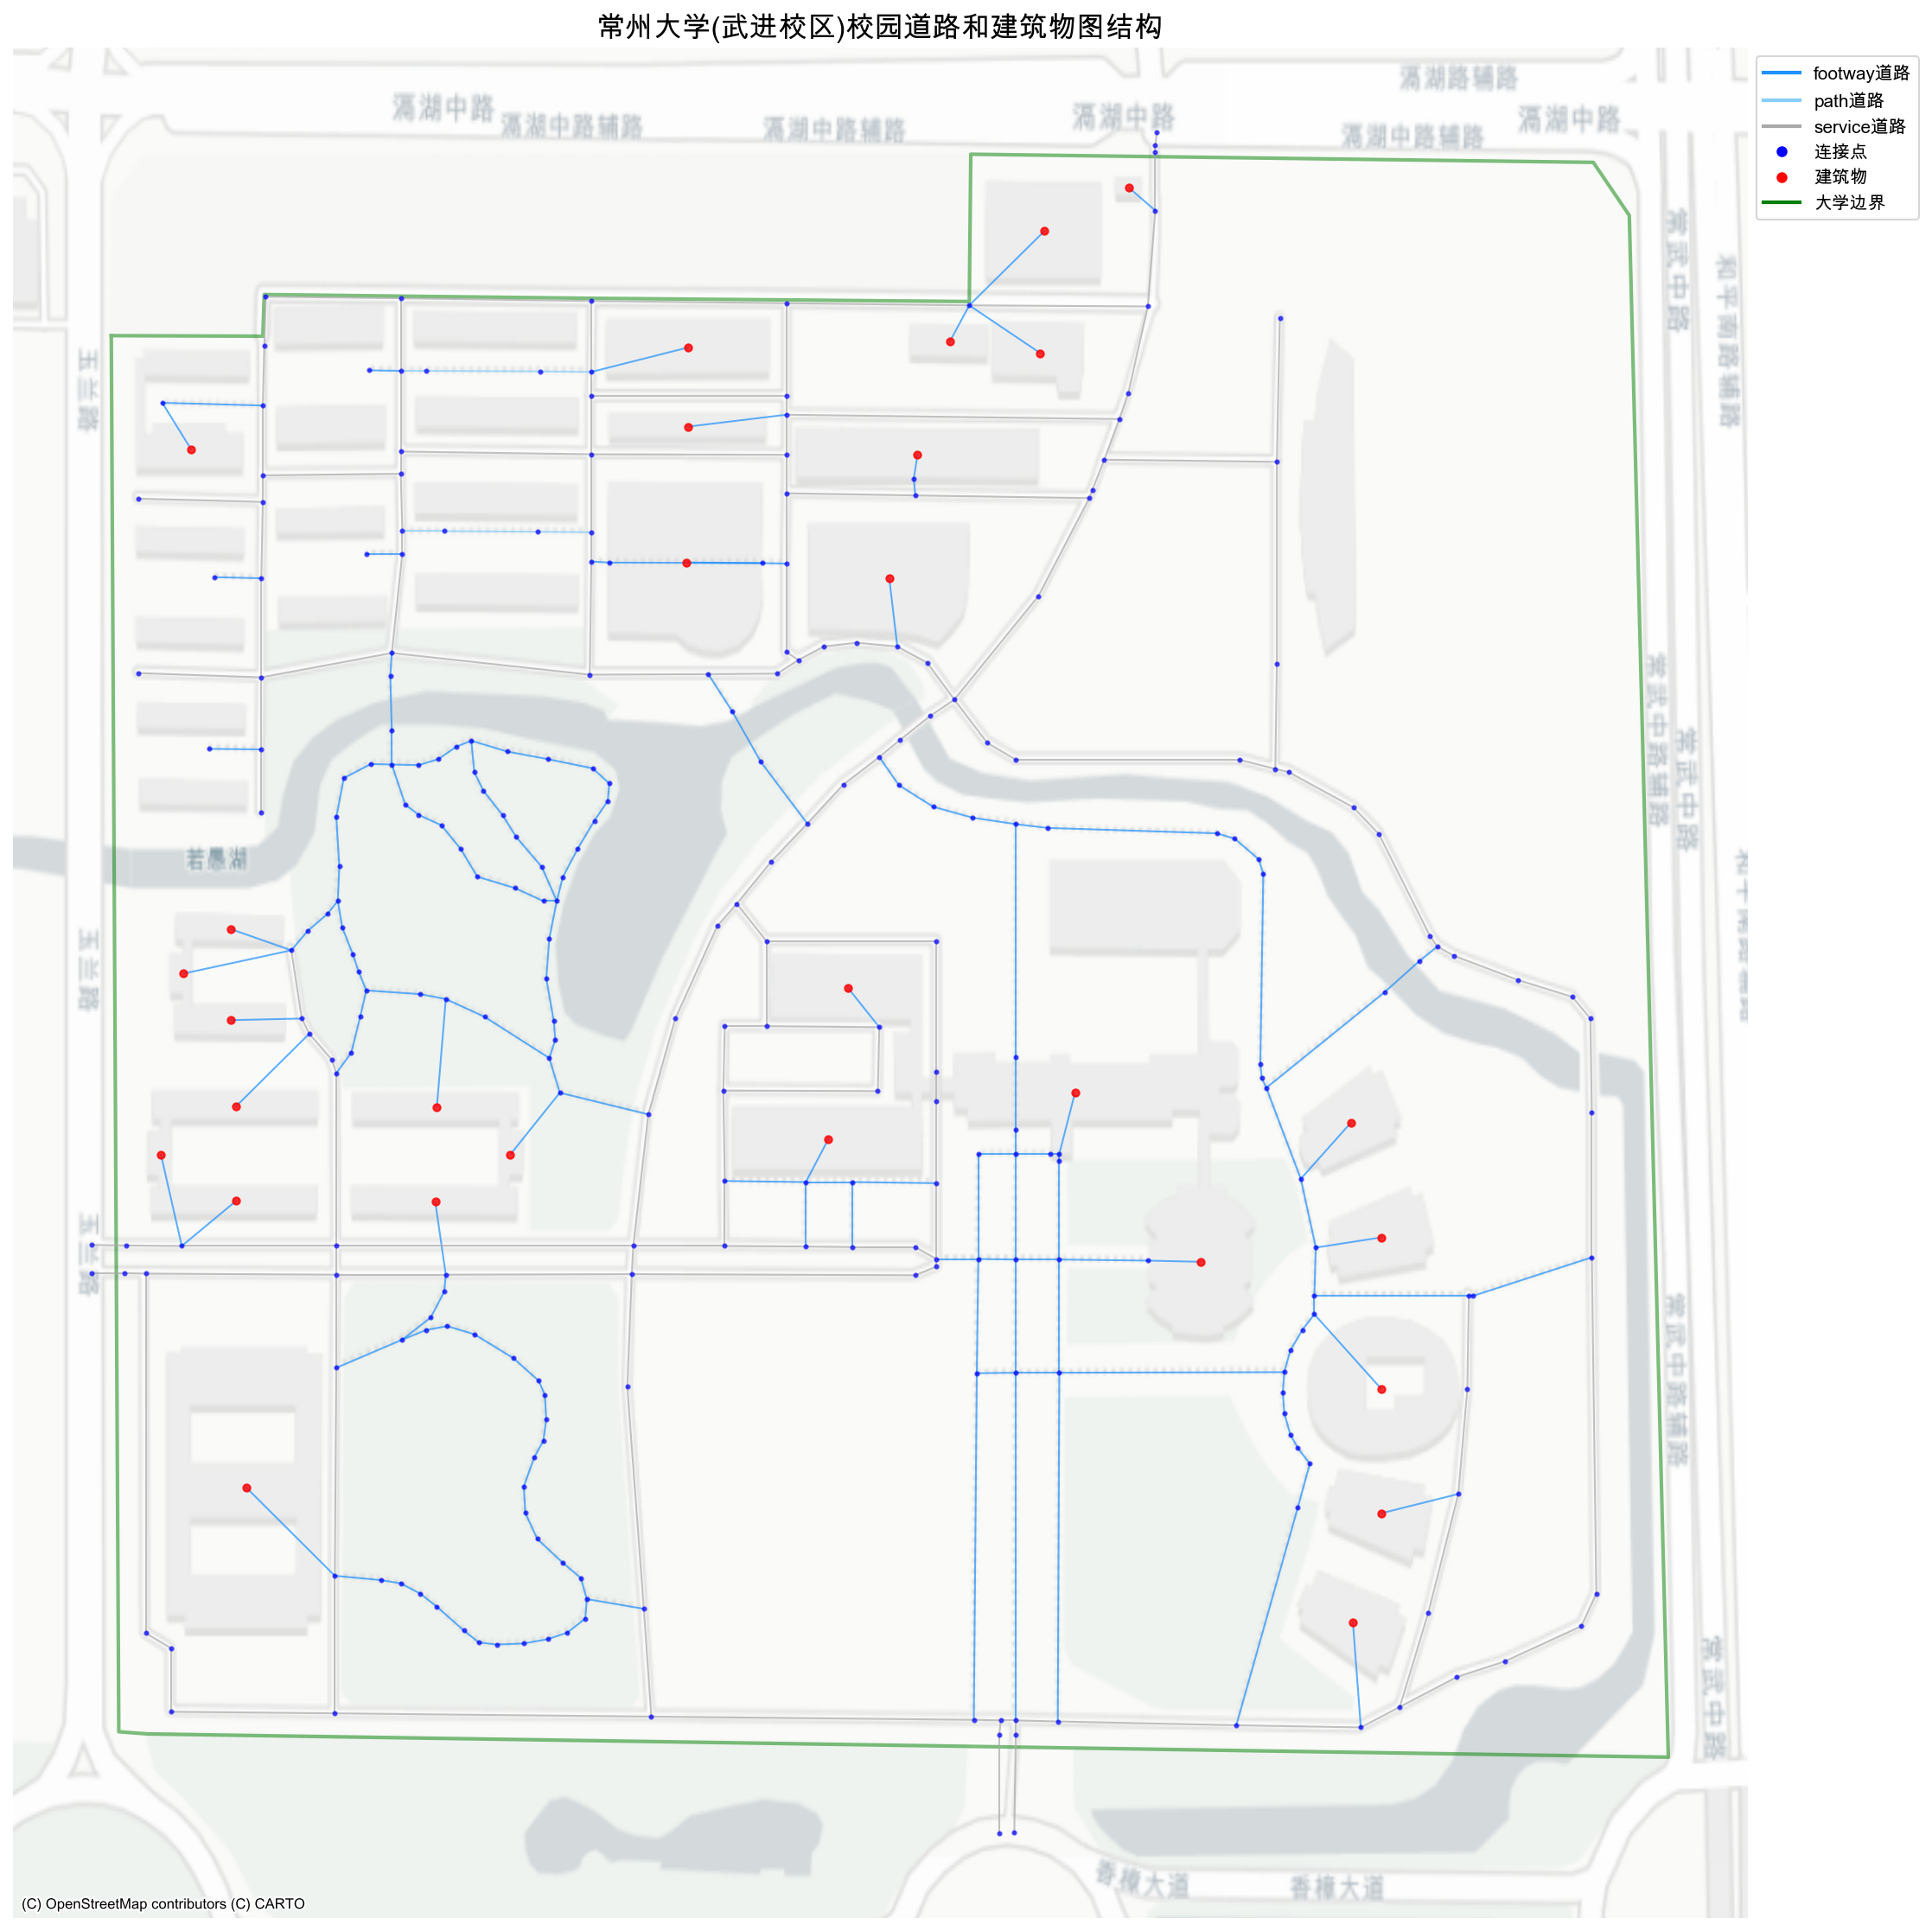 常州大学(武进校区)校园道路和建筑物图结构
footway道路
path道路
service道路
连接点
建筑物
大学边界
滆湖路辅路
滆湖中路
滆湖中路辅路
滆湖中路辅路
滆湖中路
滆湖中路辅路
滆湖中路
常武中路
和平南路辅路
玉兰路
常武中路辅路
常武中路
若愚湖
玉兰路
玉兰路
常武中路辅路
常武中路
香樟大道
香樟大道
(C) OpenStreetMap contributors (C) CARTO